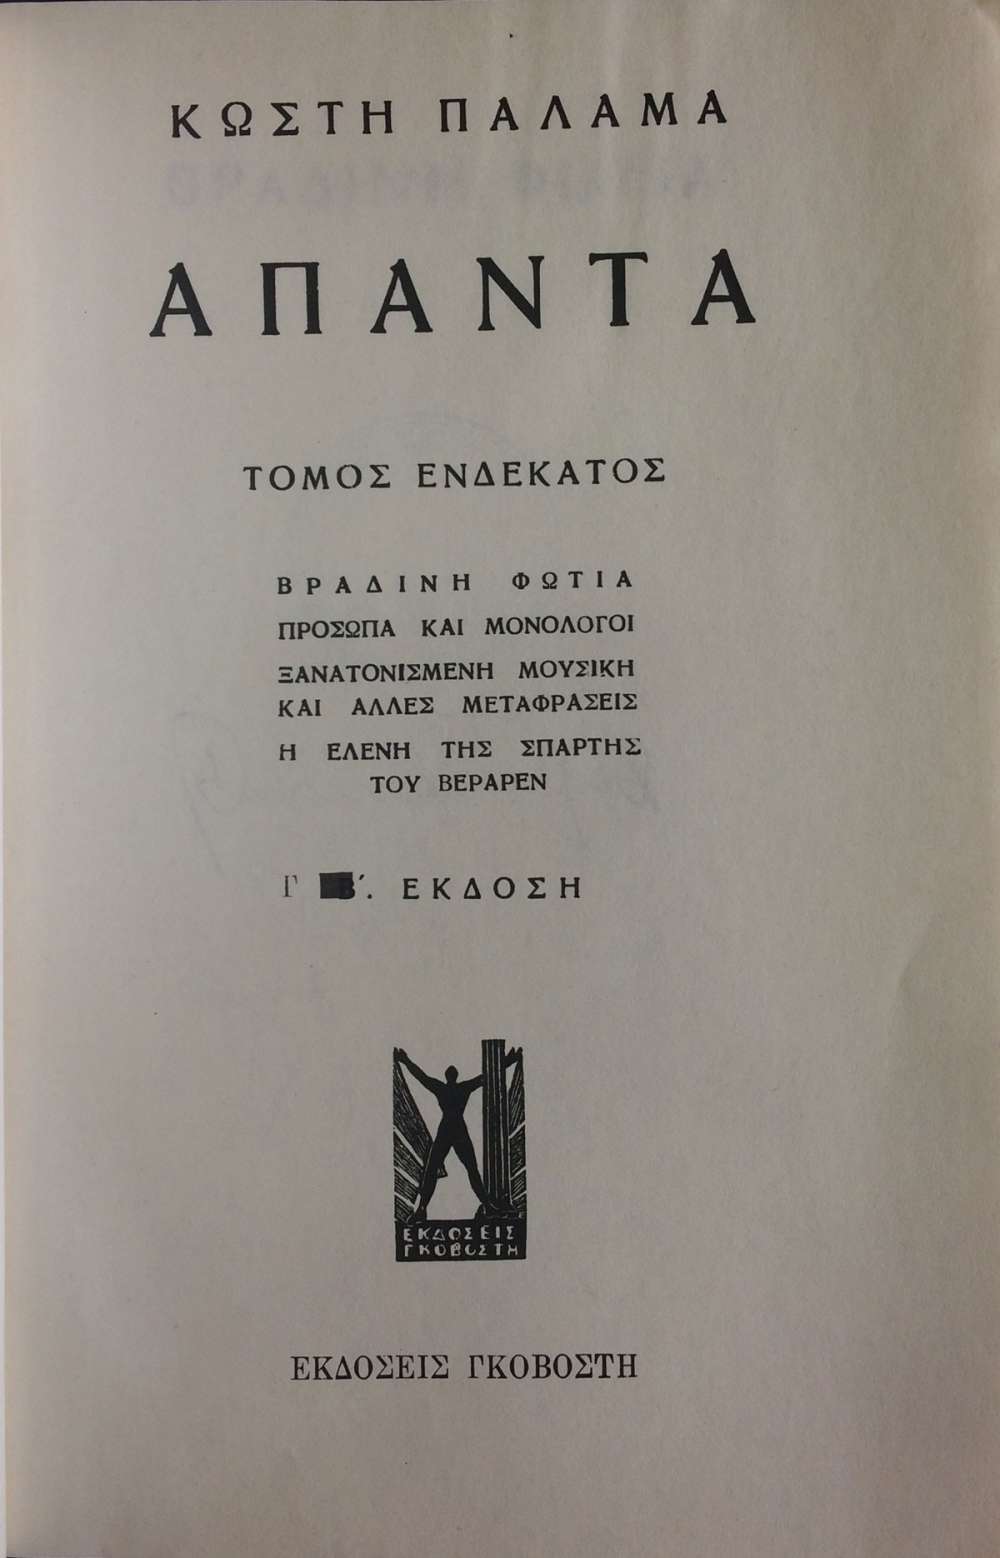 ΚΩΣΤΗ ΠΑΛΑΜΑ
ΑΠΑΝΤΑ
ΤΟΜΟΣ ΕΝΔΕΚΑΤΟΣ
ΒΡΑΔΙΝΗ ΦΩΤΙΑ
ΠΡΟΣΩΠΑ ΚΑΙ ΜΟΝΟΛΟΓΟΙ
ΞΑΝΑΤΟΝΙΣΜΕΝΗ ΜΟΥΣΙΚΗ
ΚΑΙ ΑΛΛΕΣ ΜΕΤΑΦΡΑΣΕΙΣ
Η ΕΛΕΝΗ ΤΗΣ ΣΠΑΡΤΗΣ
ΤΟΥ ΒΕΡΑΡΕΝ
Γ Β΄. ΕΚΔΟΣΗ
ΕΚΔΟΣΕΙΣ
ΓΚΟΒΟΣΤΗ
ΕΚΔΟΣΕΙΣ ΓΚΟΒΟΣΤΗ